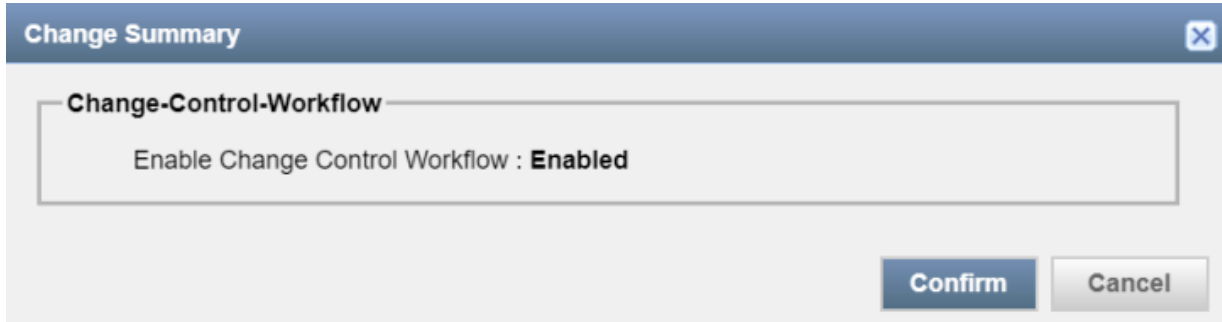 Change Summary
Change-Control-Workflow
Enable Change Control Workflow : Enabled
Confirm Cancel